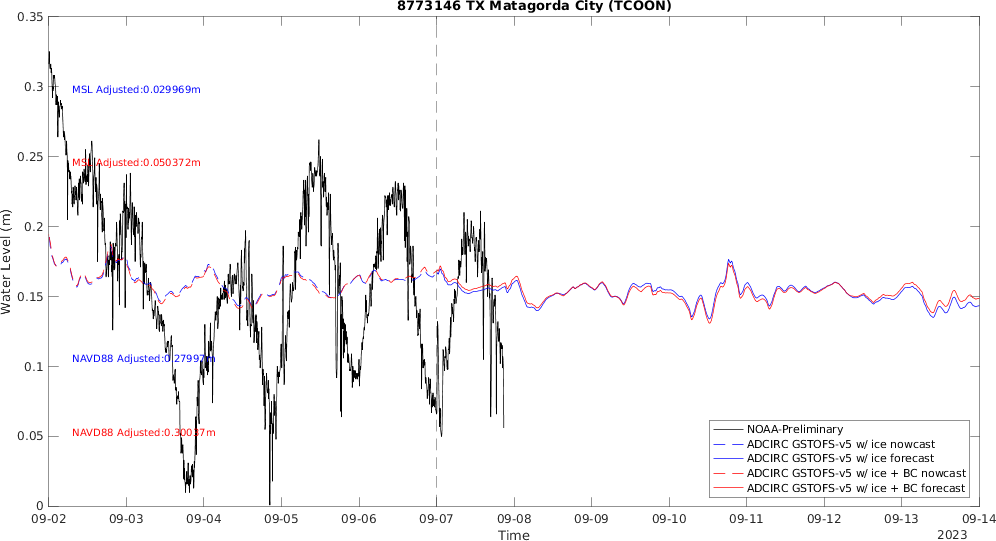 8773146 TX Matagorda City (TCOON)
0.35
0.3
0.25
0.2
0.15
0.1
0.05
0
Water Level (m)
MSL Adjusted:0.029969m
MSL Adjusted:0.050372m
NAVD88 Adjusted:0.27997m
NAVD88 Adjusted:0.30037m
NOAA-Preliminary
ADCIRC GSTOFS-v5 w/ ice nowcast
ADCIRC GSTOFS-v5 w/ ice forecast
ADCIRC GSTOFS-v5 w/ ice + BC nowcast
ADCIRC GSTOFS-v5 w/ ice + BC forecast
09-02 09-03 09-04 09-05 09-06 09-07 09-08 09-09 09-10 09-11 09-12 09-13 09-14
Time
2023